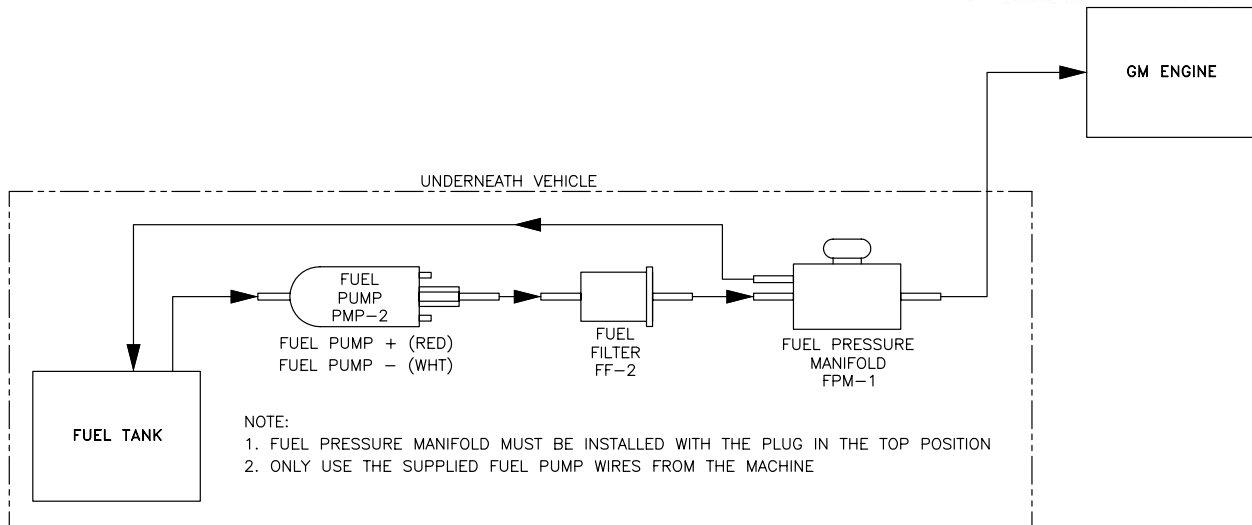 GM ENGINE
UNDERNEATH VEHICLE
FUEL
PUMP
PMP-2
FUEL PUMP + (RED)
FUEL PUMP - (WHT)
FUEL
FILTER
FF-2
FUEL PRESSURE
MANIFOLD
FPM-1
FUEL TANK
NOTE:
1. FUEL PRESSURE MANIFOLD MUST BE INSTALLED WITH THE PLUG IN THE TOP POSITION
2. ONLY USE THE SUPPLIED FUEL PUMP WIRES FROM THE MACHINE